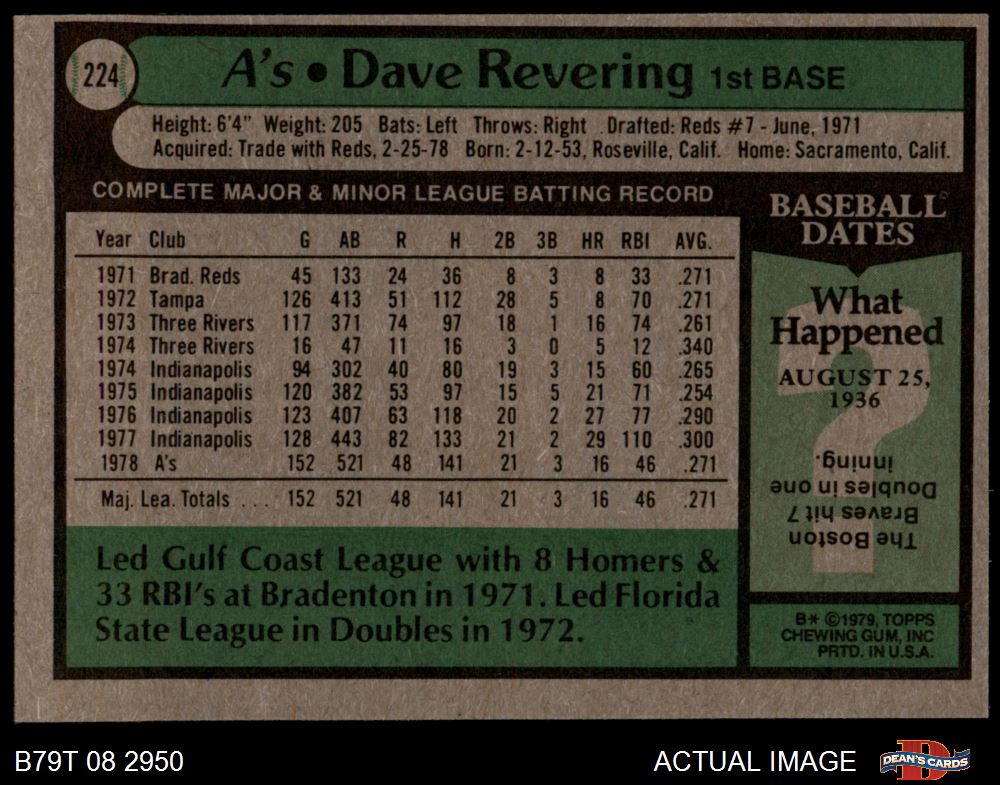 224
A's • Dave Revering 1st BASE
Height: 6'4" Weight: 205 Bats: Left Throws: Right Drafted: Reds #7 - June, 1971
Acquired: Trade with Reds, 2-25-78 Born: 2-12-53, Roseville, Calif. Home: Sacramento, Calif.
COMPLETE MAJOR & MINOR LEAGUE BATTING RECORD
Year Club G AB R H 2B 3B HR RBI AVG.
1971 Brad. Reds 45 133 24 36 8 3 8 33 .271
1972 Tampa 126 413 51 112 28 5 8 70 .271
1973 Three Rivers 117 371 74 97 18 1 16 74 .261
1974 Three Rivers 16 47 11 16 3 0 5 12 .340
1974 Indianapolis 94 302 40 80 19 3 15 60 .265
1975 Indianapolis 120 382 53 97 15 5 21 71 .254
1976 Indianapolis 123 407 63 118 20 2 27 77 .290
1977 Indianapolis 128 443 82 133 21 2 29 110 .300
1978 A's 152 521 48 141 21 3 16 46 .271
Maj. Lea. Totals ... 152 521 48 141 21 3 16 46 .271
Led Gulf Coast League with 8 Homers &
33 RBI's at Bradenton in 1971. Led Florida
State League in Doubles in 1972.
BASEBALL
DATES
What
Happened
AUGUST 25,
1936
?
The Boston
Braves hit 7
Doubles in one
inning.
B* ©1979, TOPPS
CHEWING GUM, INC
PRTD. IN U.S.A.
B79T 08 2950
ACTUAL IMAGE
D
DEAN'S CARDS